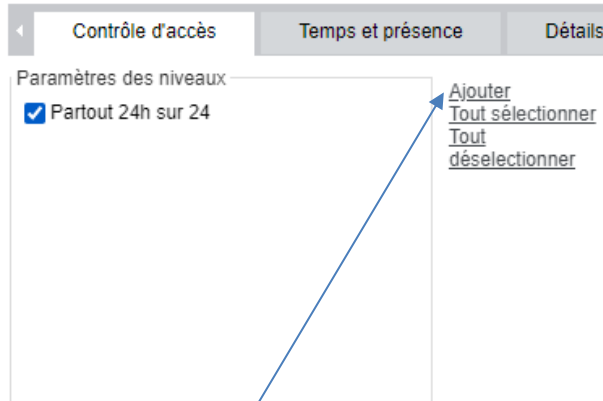 Contrôle d'accès Temps et présence Détails
Paramètres des niveaux
Partout 24h sur 24
Ajouter
Tout sélectionner
Tout
déselectionner